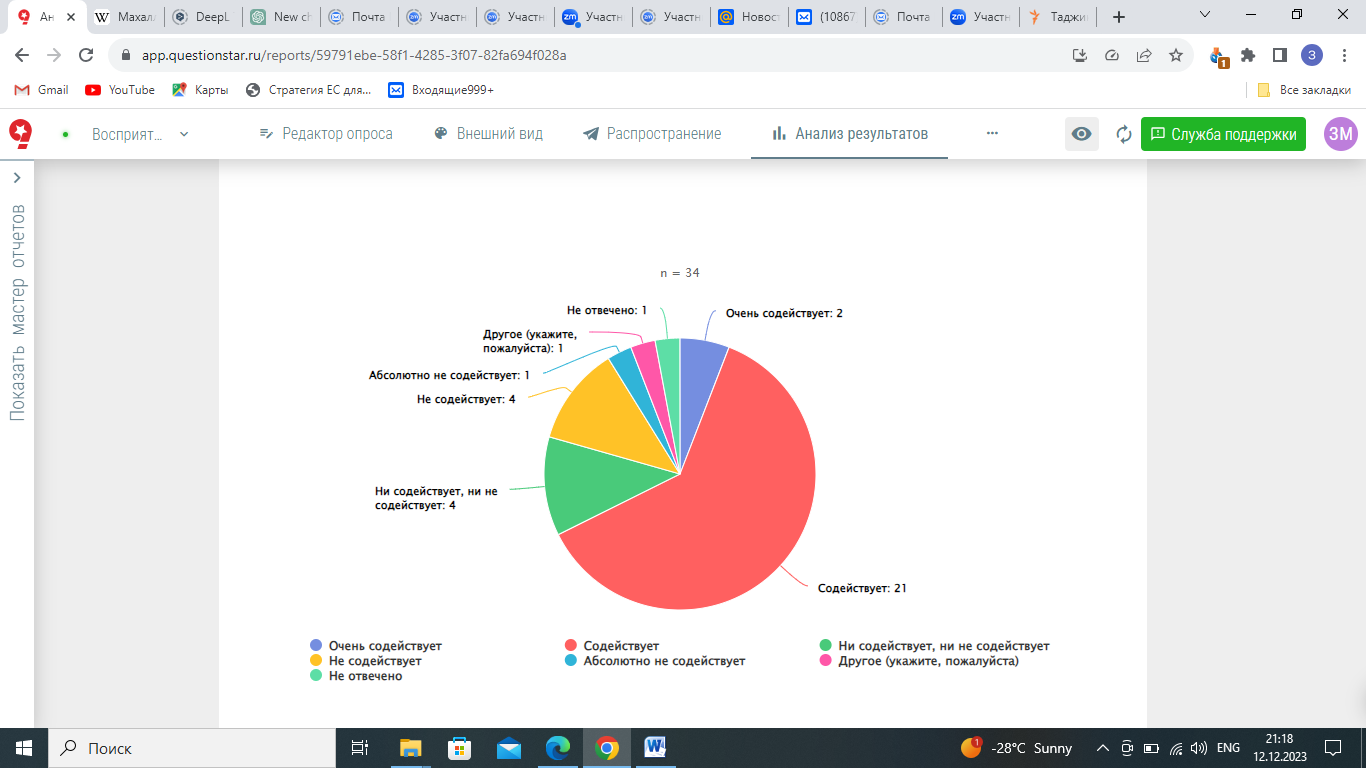 Ан
Махалл
DeepL
New ch
Почта
Участн
Участн
Участн
Участн
Новост
(10867
Почта
Участн
Таджик
app.questionstar.ru/reports/59791ebe-58f1-4285-3f07-82fa694f028a
1
З
Gmail
YouTube
Карты
Стратегия ЕС для...
Входящие999+
Все закладки
Восприят...
Редактор опроса
Внешний вид
Распространение
Анализ результатов
Служба поддержки
ЗМ
Показать мастер отчетов
n = 34
Не отвечено: 1
Очень содействует: 2
Другое (укажите,
пожалуйста): 1
Абсолютно не содействует: 1
Не содействует: 4
Ни содействует, ни не
содействует: 4
Содействует: 21
Очень содействует
Содействует
Ни содействует, ни не содействует
Не содействует
Абсолютно не содействует
Другое (укажите, пожалуйста)
Не отвечено
Поиск
1
-28°C Sunny
ENG
21:18
12.12.2023